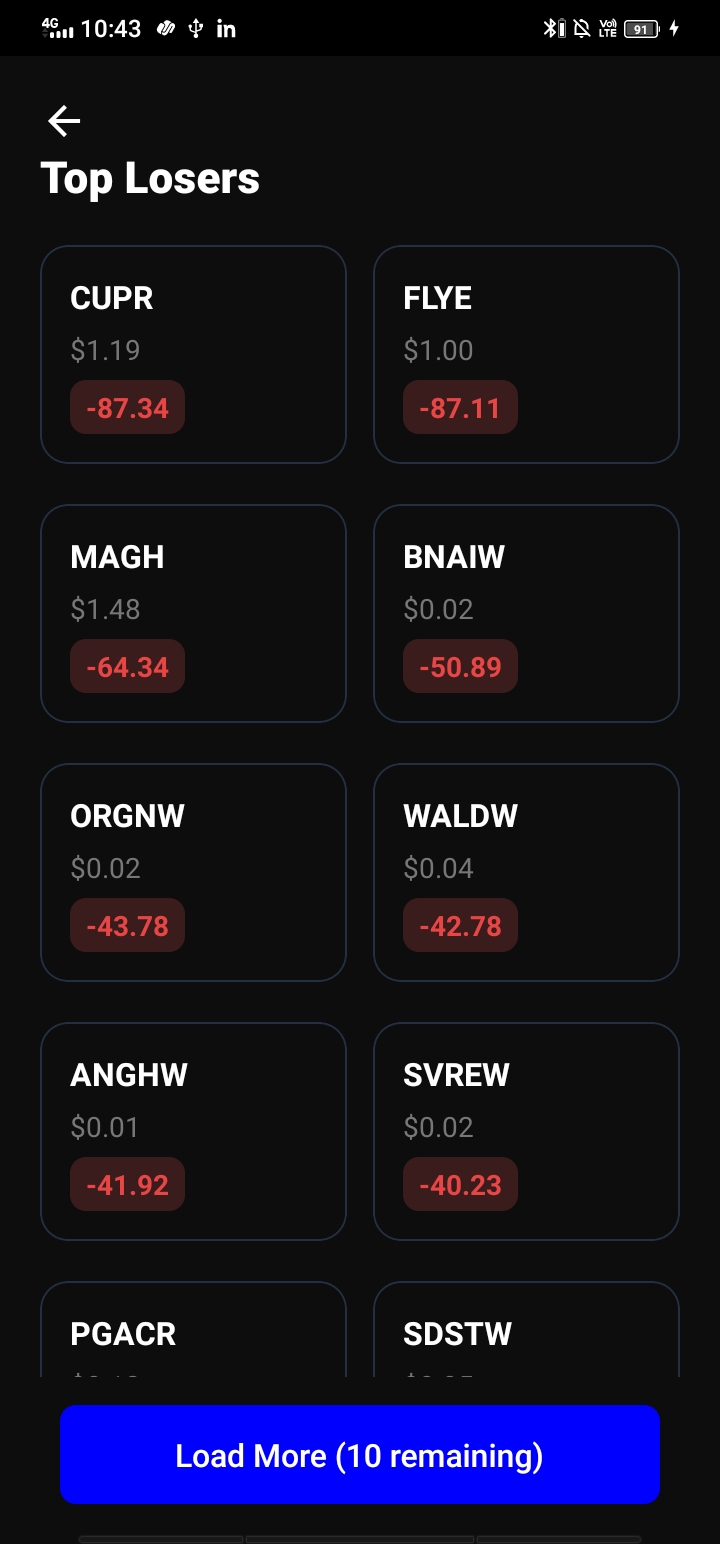 4G 10:43 in Vo) LTE 91
Top Losers
CUPR FLYE
$1.19 $1.00
-87.34 -87.11
MAGH BNAIW
$1.48 $0.02
-64.34 -50.89
ORGNW WALDW
$0.02 $0.04
-43.78 -42.78
ANGHW SVREW
$0.01 $0.02
-41.92 -40.23
PGACR SDSTW
Load More (10 remaining)